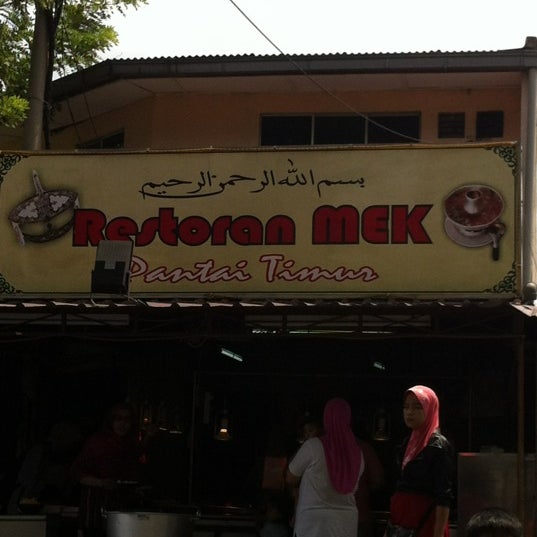 بسم الله الرحمن الرحيم
Restoran MEK
Pantai Timur